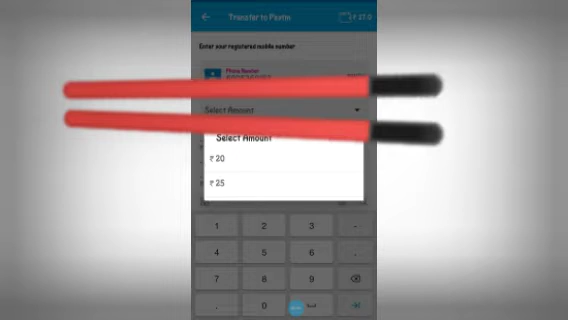 Transfer to Paytm
₹ 27.0
Enter your registered mobile number
Phone Number
Select Amount
Select Amount
₹ 20
₹ 25
1 2 3 -
4 5 6 .
7 8 9
. 0